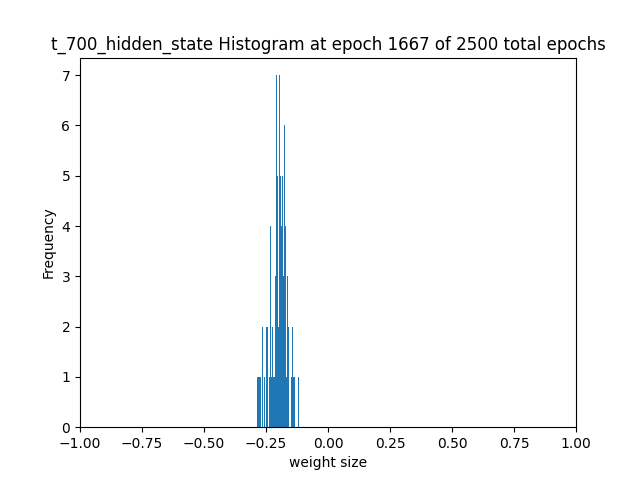 t_700_hidden_state Histogram at epoch 1667 of 2500 total epochs
7
6
5
4
3
2
1
0
Frequency
−1.00 −0.75 −0.50 −0.25 0.00 0.25 0.50 0.75 1.00
weight size